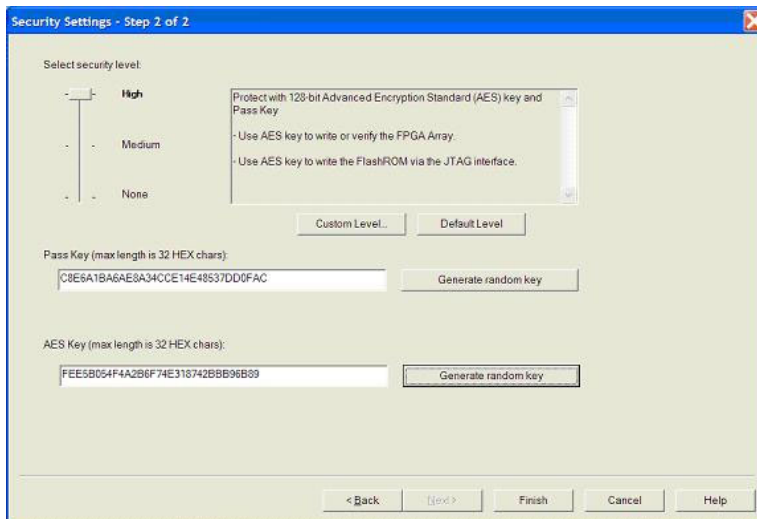 Security Settings - Step 2 of 2
Select security level:
High
Medium
None
Protect with 128-bit Advanced Encryption Standard (AES) key and
Pass Key
- Use AES key to write or verify the FPGA Array.
- Use AES key to write the FlashROM via the JTAG interface.
Custom Level...
Default Level
Pass Key (max length is 32 HEX chars):
C8E6A1BA6AE8A34CCE14E48537DD0FAC
Generate random key
AES Key (max length is 32 HEX chars):
FEE5B054F4A2B6F74E318742BBB96B89
Generate random key
< Back
Next >
Finish
Cancel
Help